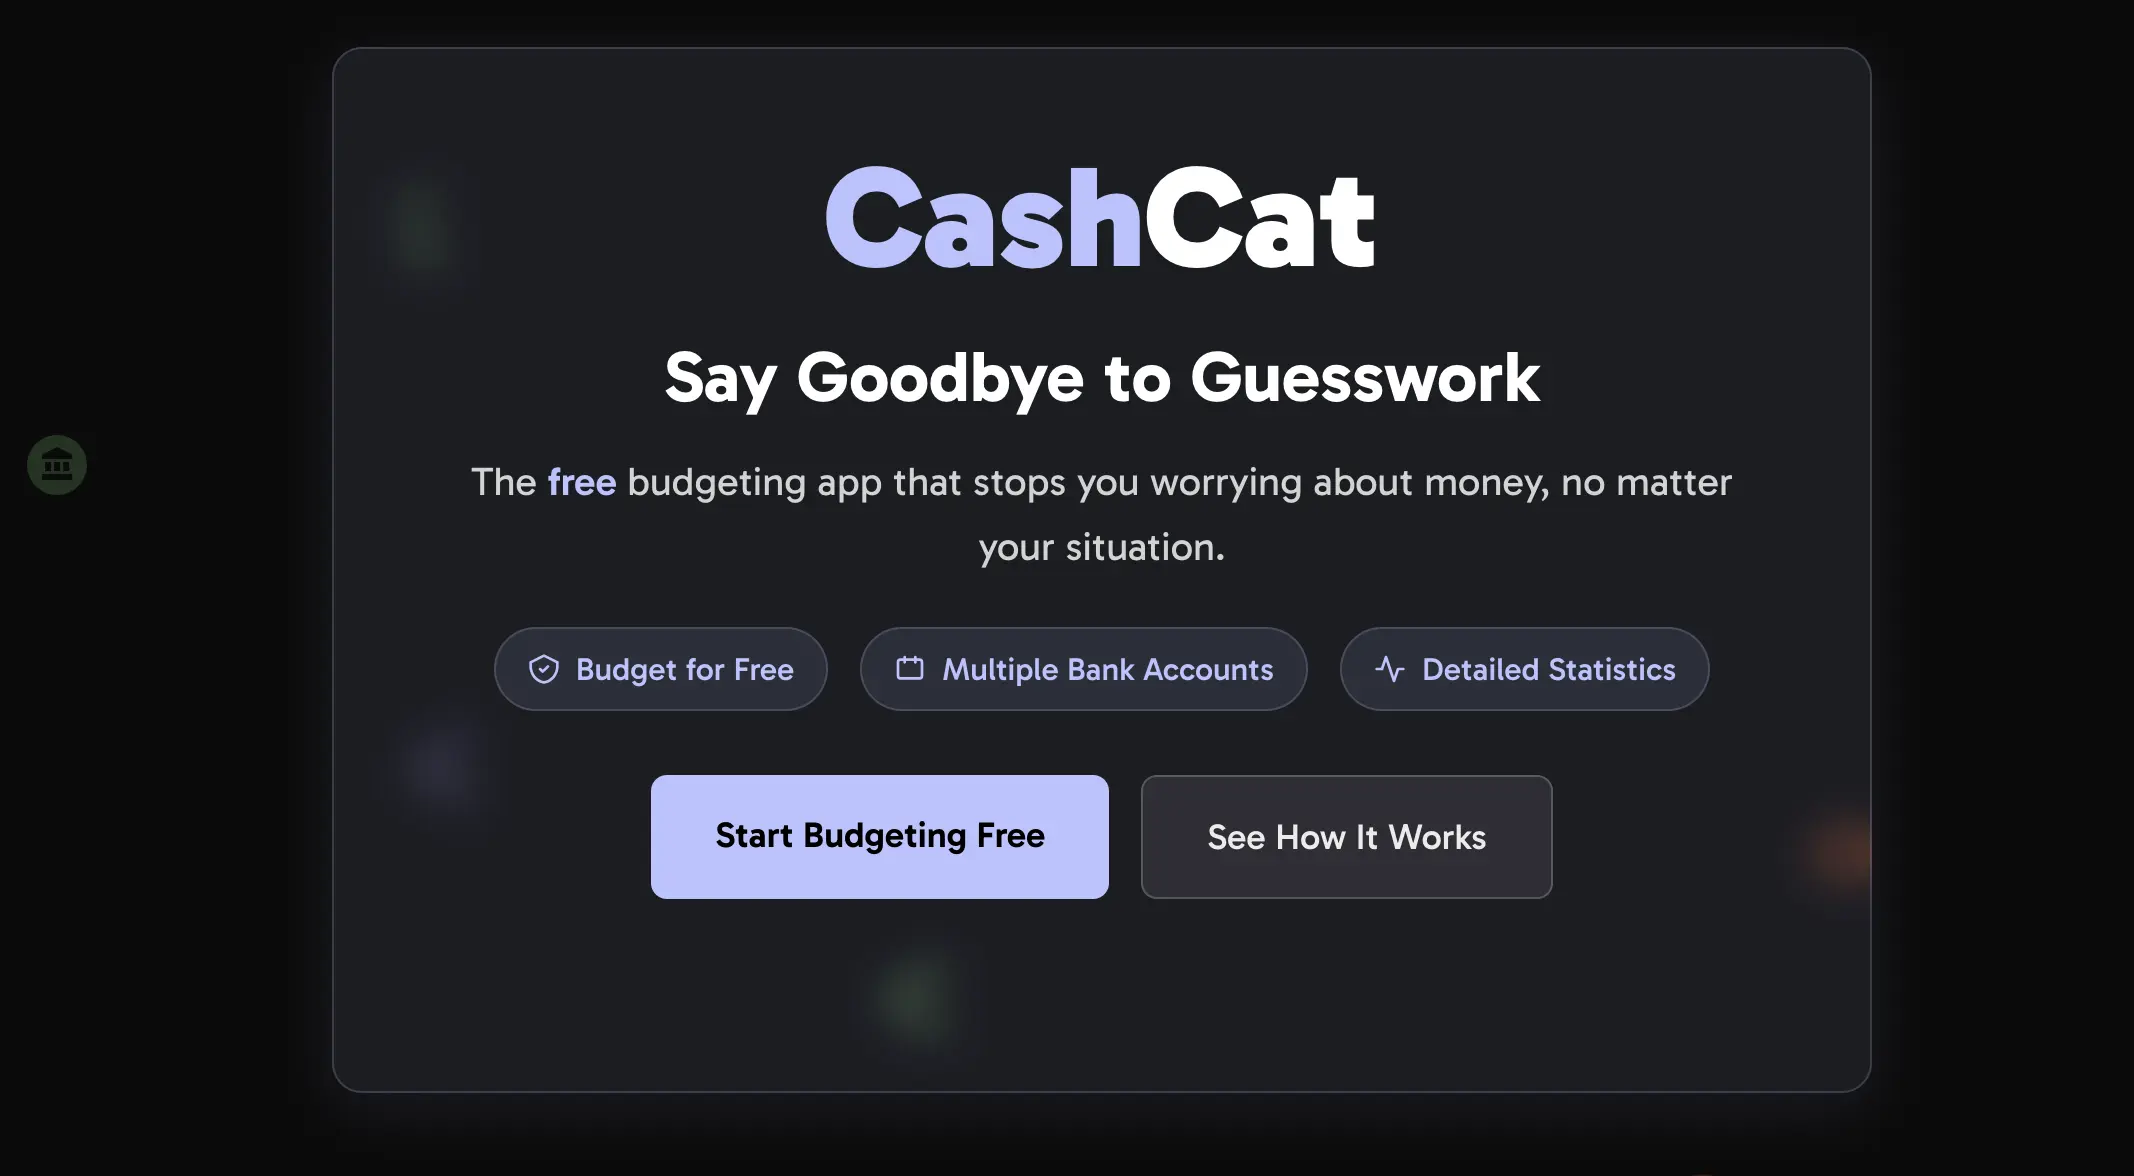 CashCat
Say Goodbye to Guesswork
The free budgeting app that stops you worrying about money, no matter
your situation.
Budget for Free
Multiple Bank Accounts
Detailed Statistics
Start Budgeting Free
See How It Works